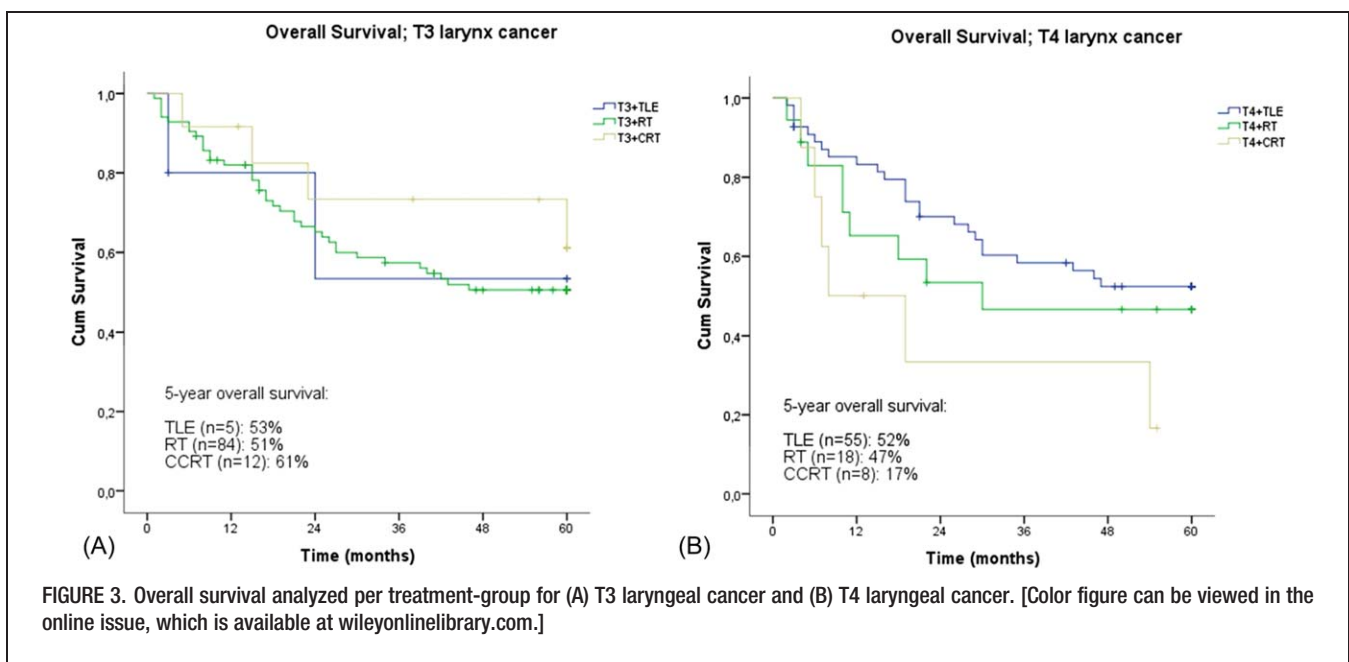 Overall Survival; T3 larynx cancer
1,0
0,8
0,6
0,4
0,2
0,0
Cum Survival
T3+TLE
T3+RT
T3+CRT
5-year overall survival:
TLE (n=5): 53%
RT (n=84): 51%
CCRT (n=12): 61%
0 12 24 36 48 60
Time (months)
(A)
Overall Survival; T4 larynx cancer
1,0
0,8
0,6
0,4
0,2
0,0
Cum Survival
T4+TLE
T4+RT
T4+CRT
5-year overall survival:
TLE (n=55): 52%
RT (n=18): 47%
CCRT (n=8): 17%
0 12 24 36 48 60
Time (months)
(B)
FIGURE 3. Overall survival analyzed per treatment-group for (A) T3 laryngeal cancer and (B) T4 laryngeal cancer. [Color figure can be viewed in the
online issue, which is available at wileyonlinelibrary.com.]